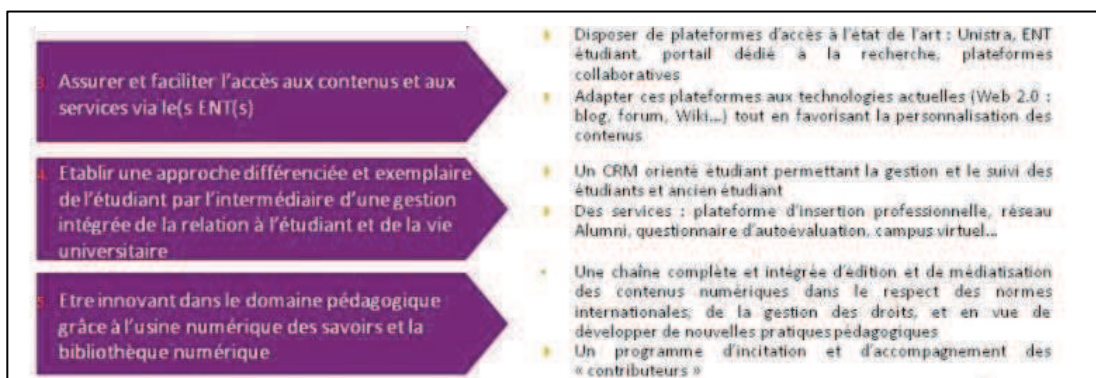 3. Assurer et faciliter l'accès aux contenus et aux
services via le(s ENT(s)
Disposer de plateformes d'accès à l'état de l'art : Unistra, ENT
étudiant, portail dédié à la recherche, plateformes
collaboratives
Adapter ces plateformes aux technologies actuelles (Web 2.0 :
blog, forum, Wiki...) tout en favorisant la personnalisation des
contenus
4. Etablir une approche différenciée et exemplaire
de l'étudiant par l'intermédiaire d'une gestion
intégrée de la relation à l'étudiant et de la vie
universitaire
Un CRM orienté étudiant permettant la gestion et le suivi des
étudiants et ancien étudiant
Des services : plateforme d'insertion professionnelle, réseau
Alumni, questionnaire d'autoévaluation, campus virtuel...
5. Etre innovant dans le domaine pédagogique
grâce à l'usine numérique des savoirs et la
bibliothèque numérique
Une chaîne complète et intégrée d'édition et de médiatisation
des contenus numériques dans le respect des normes
internationales, de la gestion des droits, et en vue de
développer de nouvelles pratiques pédagogiques
Un programme d'incitation et d'accompagnement des
« contributeurs »